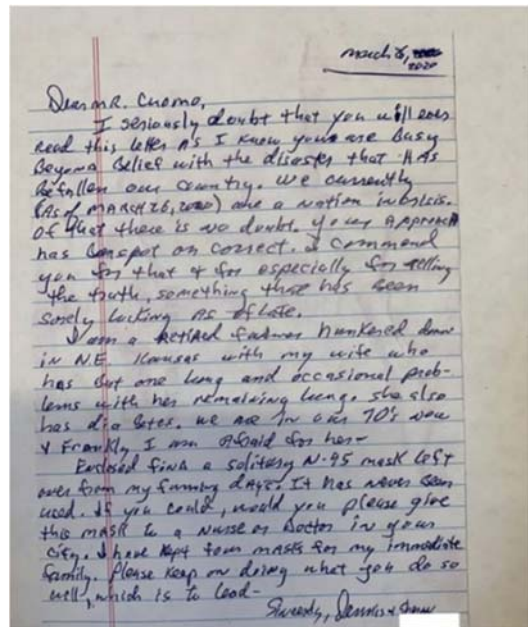 March 26, 2020
Dear Mr. Cuomo,
I seriously doubt that you will ever
read this letter as I know you are busy
beyond belief with the disaster that has
befallen our country. We currently
(as of March 26, 2020) are a nation in crisis.
Of that there is no doubt. your approach
has been spot on correct. I commend
you for that & for especially for telling
the truth, something that has been
sorely lacking as of late.
I am a retired farmer hunkered down
in N.E. Kansas with my wife who
has but one lung and occasional prob-
lems with her remaining lung. she also
has diabetes. we are in our 70's now
& Frankly I am afraid for her-
Enclosed find a solitary N-95 mask left
over from my farming days. It has never been
used. If you could, would you please give
this mask to a nurse or doctor in your
city. I have kept four masks for my immediate
family. Please keep on doing what you do so
well, which is to lead-
Sincerely, Dennis &